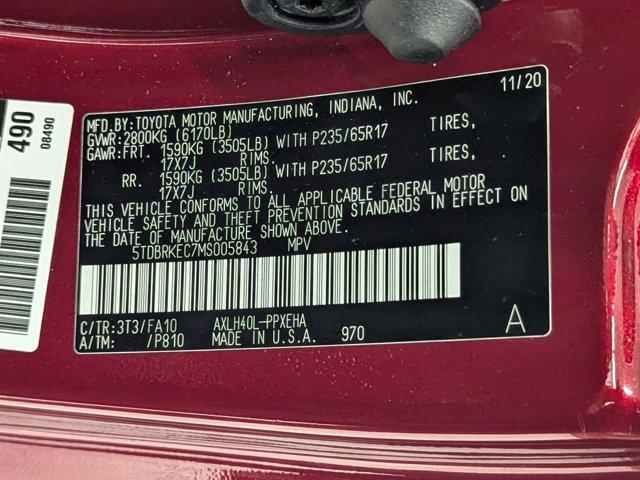 490
08490
MFD.BY:TOYOTA MOTOR MANUFACTURING, INDIANA, INC. 11/20
GVWR:2800KG (6170LB)
GAWR:FRT. 1590KG (3505LB) WITH P235/65R17 TIRES,
17X7J RIMS.
RR. 1590KG (3505LB) WITH P235/65R17 TIRES,
17X7J RIMS.
THIS VEHICLE CONFORMS TO ALL APPLICABLE FEDERAL MOTOR
VEHICLE SAFETY AND THEFT PREVENTION STANDARDS IN EFFECT ON
THE DATE OF MANUFACTURE SHOWN ABOVE.
5TDBRKEC7MS005843 MPV
C/TR:3T3/FA10 AXLH40L-PPXEHA
A/TM: /P810 MADE IN U.S.A. 970 A